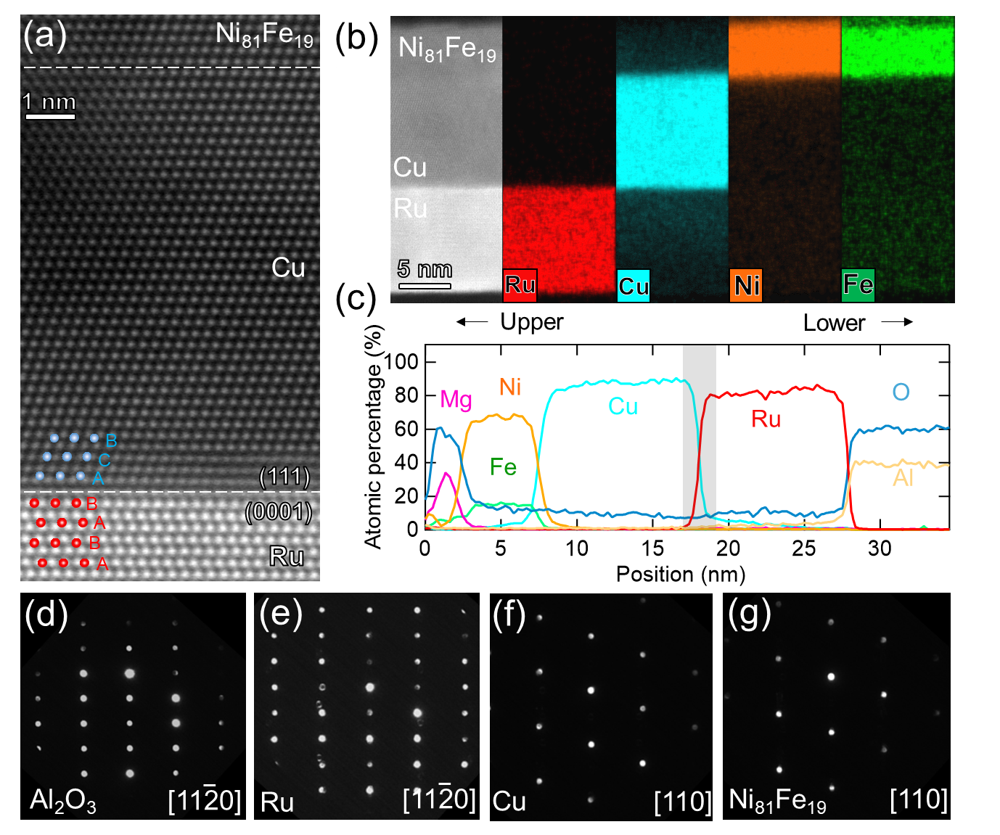 (a)
Ni₈₁Fe₁₉
1 nm
Cu
B
C
A
(111)
(0001)
B
A
B
A
Ru
(b)
Ni₈₁Fe₁₉
Cu
Ru
5 nm
Ru
Cu
Ni
Fe
(c)
← Upper
Lower →
Atomic percentage (%)
100
80
60
40
20
0
Mg
Ni
Fe
Cu
Ru
O
Al
0 5 10 15 20 25 30
Position (nm)
(d)
Al₂O₃
[112̄0]
(e)
Ru
[112̄0]
(f)
Cu
[110]
(g)
Ni₈₁Fe₁₉
[110]